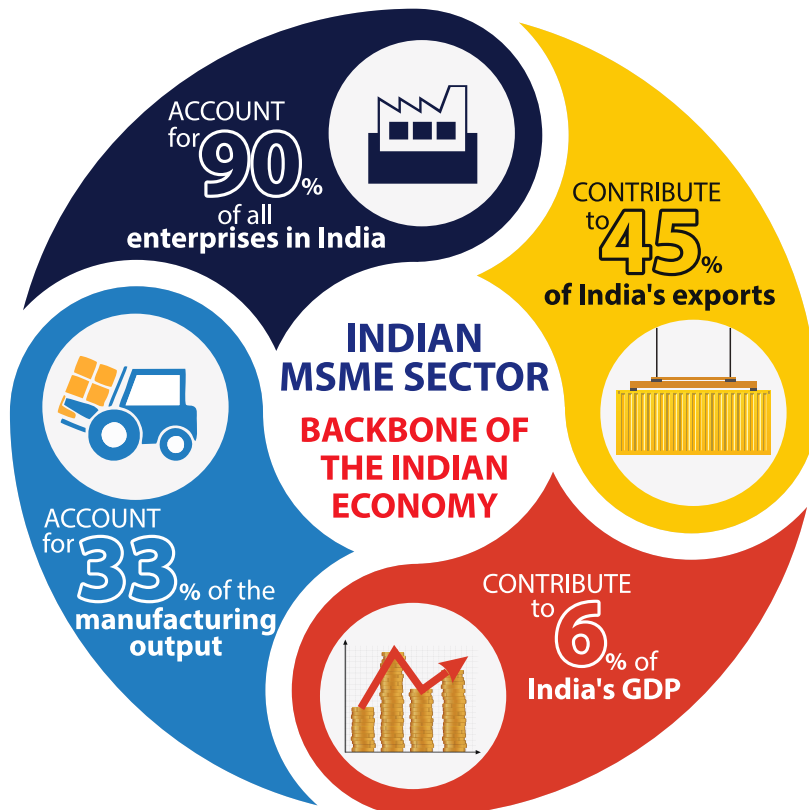 INDIAN
MSME SECTOR
BACKBONE OF
THE INDIAN
ECONOMY
ACCOUNT
for 90%
of all
enterprises in India
CONTRIBUTE
to 45%
of India's exports
CONTRIBUTE
to 6% of
India's GDP
ACCOUNT
for 33% of the
manufacturing
output